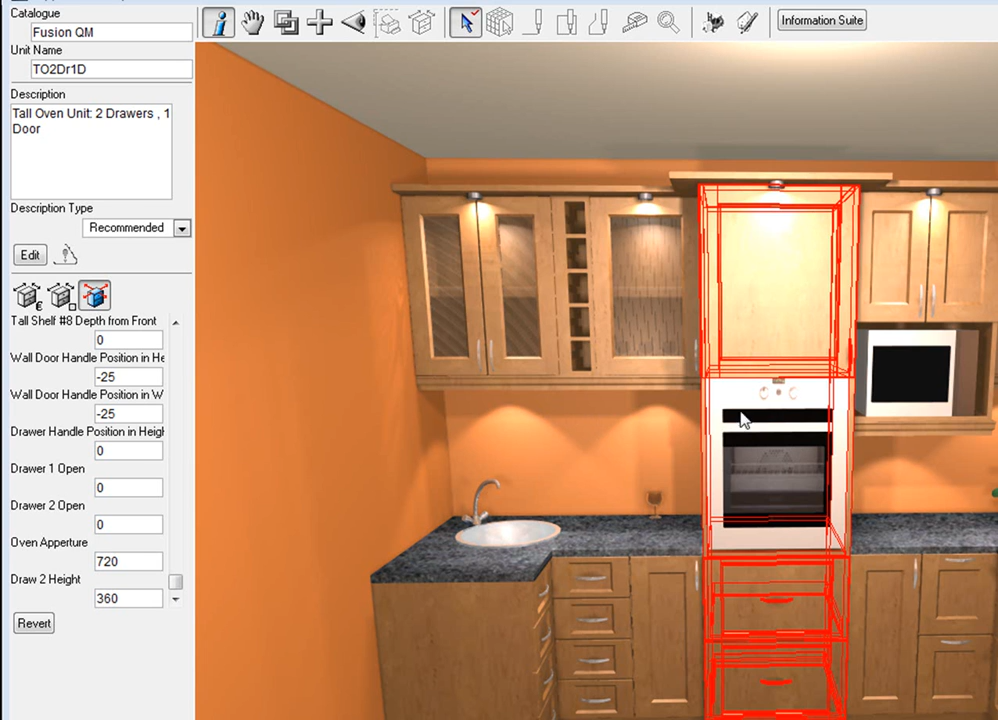 Catalogue
Fusion QM
Information Suite
Unit Name
TO2Dr1D
Description
Tall Oven Unit: 2 Drawers , 1
Door
Description Type
Recommended
Edit
Tall Shelf #8 Depth from Front
0
Wall Door Handle Position in He
-25
Wall Door Handle Position in W
-25
Drawer Handle Position in Heigh
0
Drawer 1 Open
0
Drawer 2 Open
0
Oven Apperture
720
Draw 2 Height
360
Revert